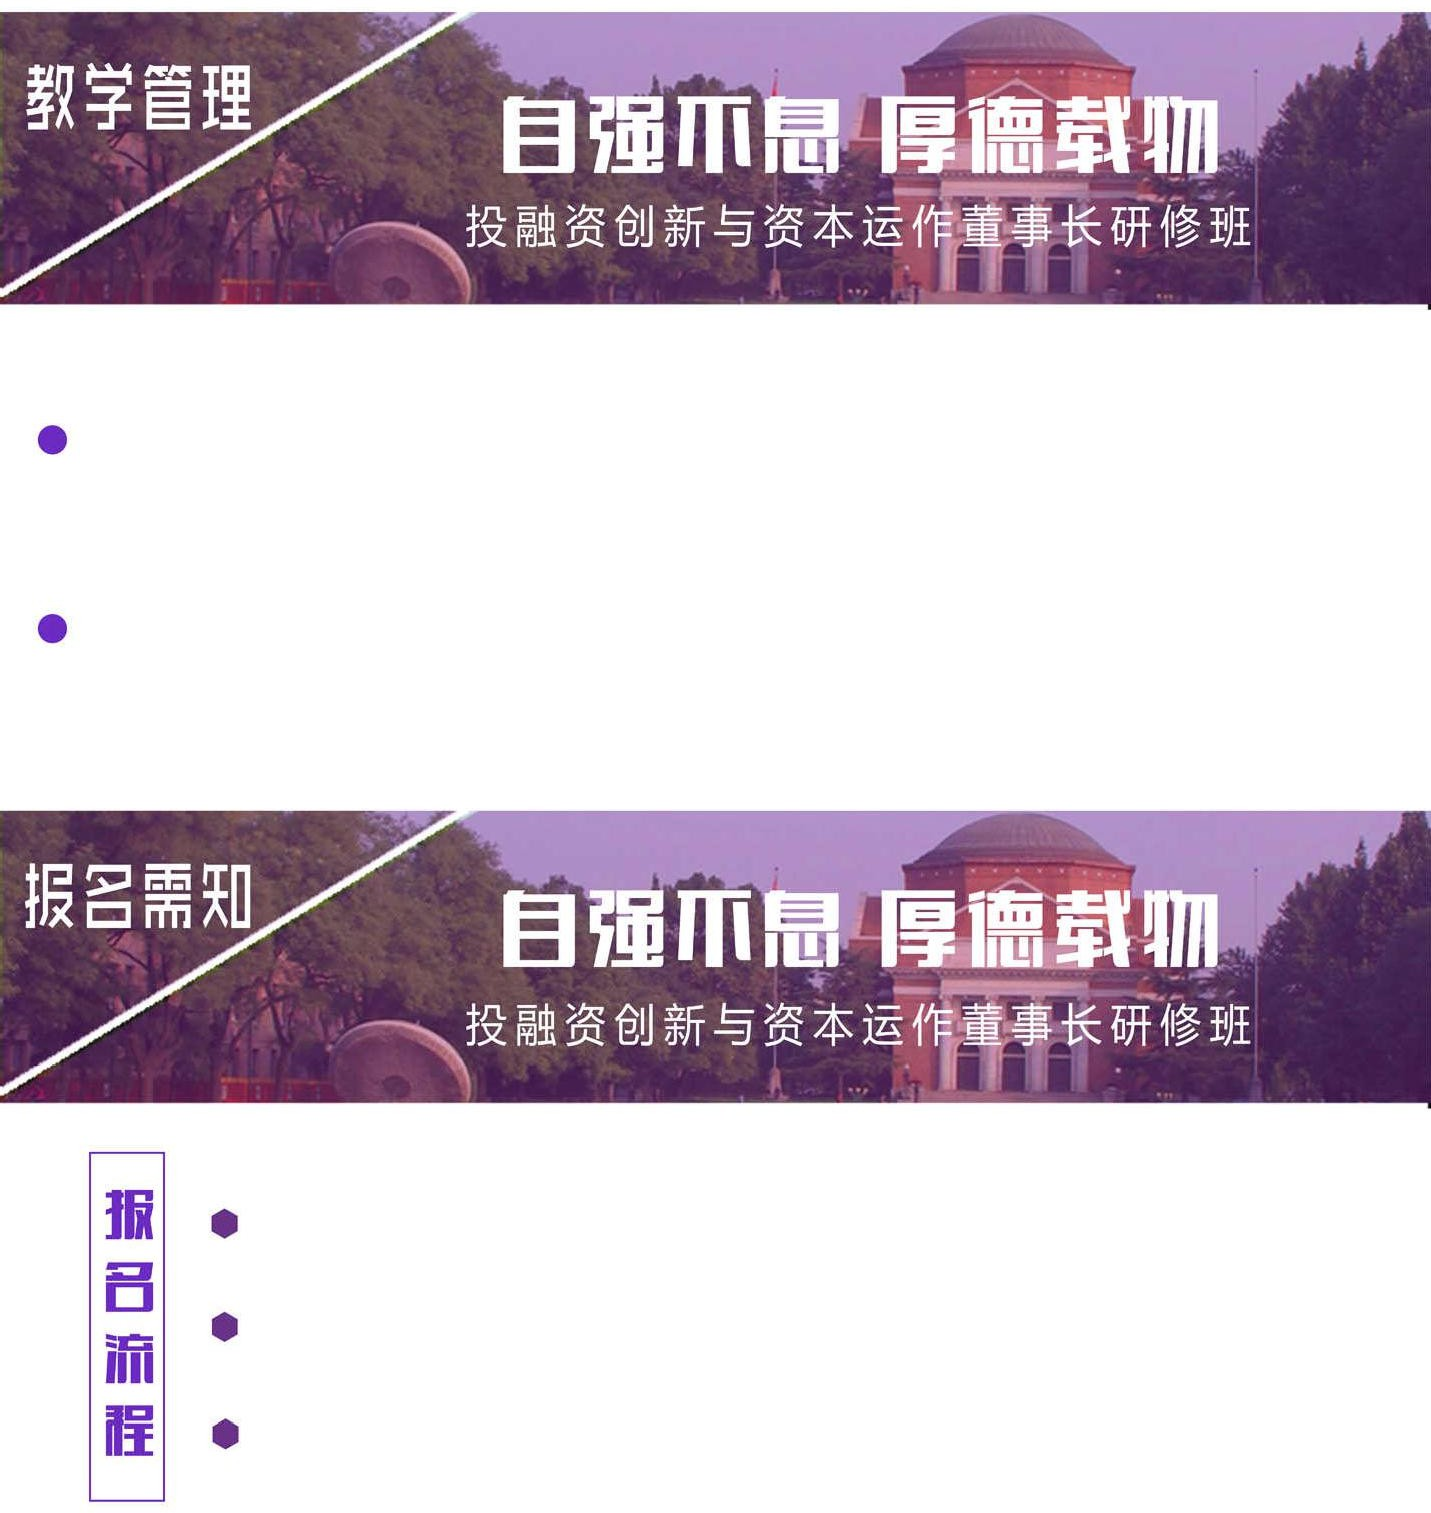 教学管理
自强不息 厚德载物
投融资创新与资本运作董事长研修班
报名需知
自强不息 厚德载物
投融资创新与资本运作董事长研修班
报
名
流
程